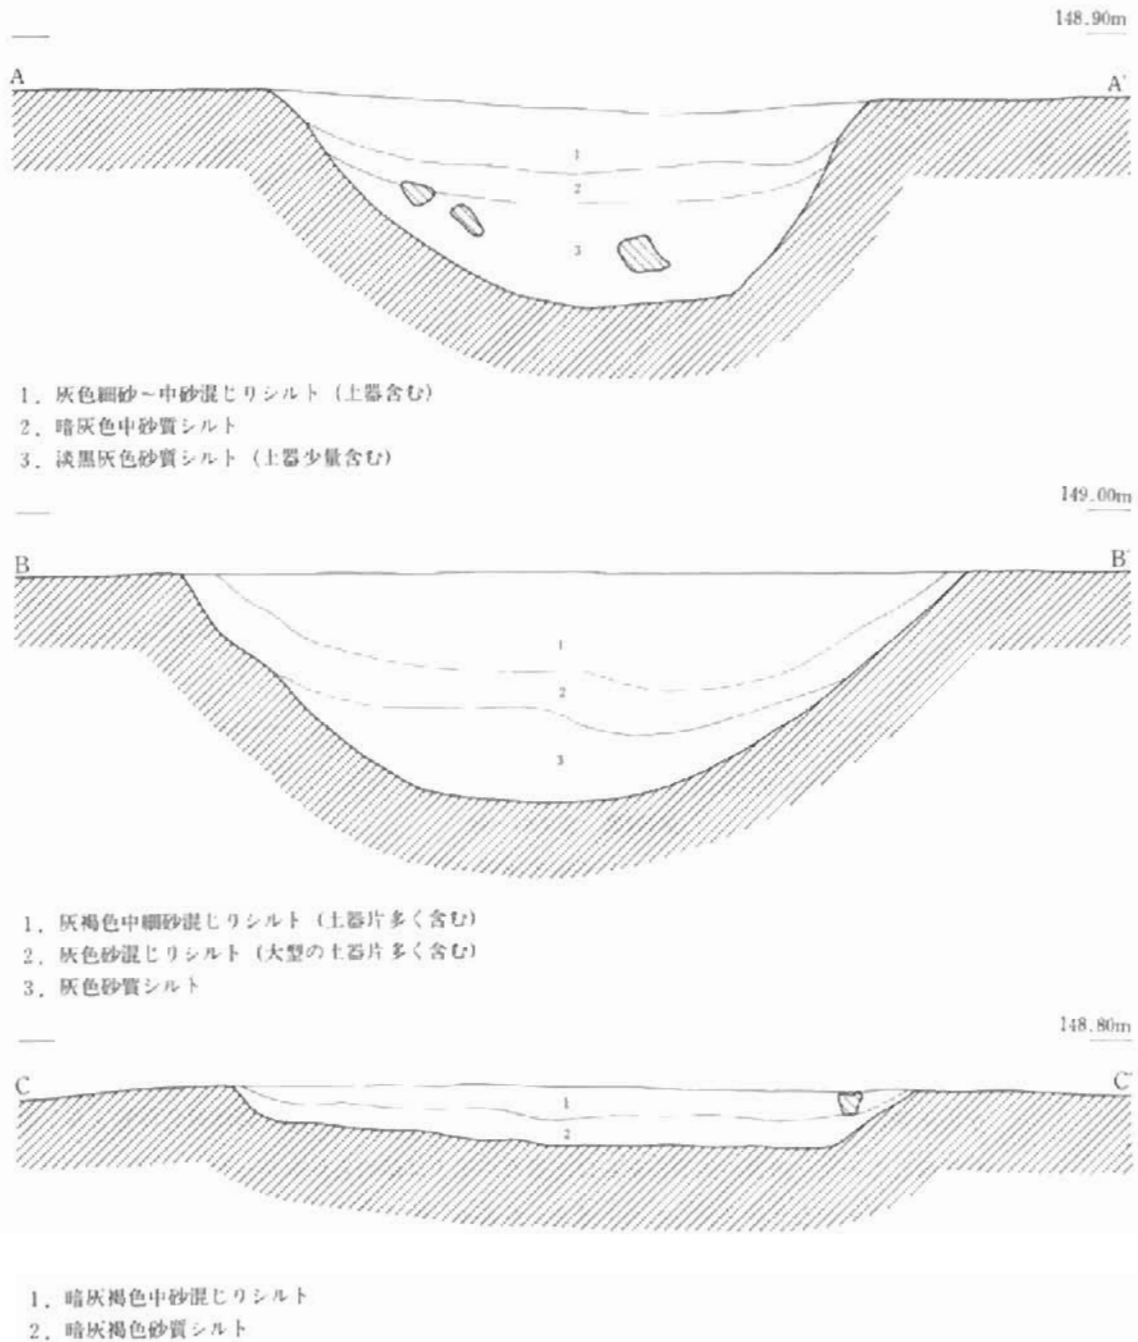 148.90m
A A'
1
2
3
1. 灰色細砂~中砂混じりシルト (土器含む)
2. 暗灰色中砂質シルト
3. 淡黒灰色砂質シルト (土器少量含む)
149.00m
B B'
1
2
3
1. 灰褐色中細砂混じりシルト (土器片多く含む)
2. 灰色砂混じりシルト (大型の土器片多く含む)
3. 灰色砂質シルト
148.80m
C C'
1
2
1. 暗灰褐色中砂混じりシルト
2. 暗灰褐色砂質シルト